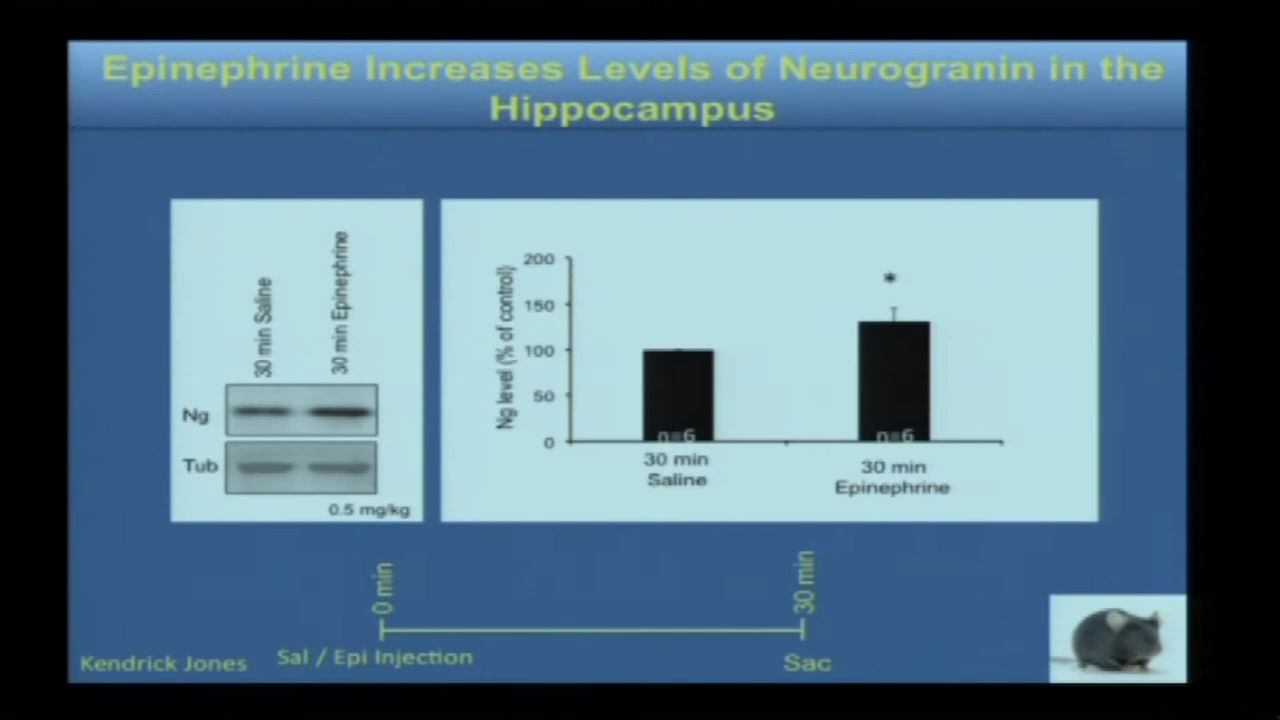 Epinephrine Increases Levels of Neurogranin in the
Hippocampus
30 min Saline
30 min Epinephrine
Ng
Tub
0.5 mg/kg
Ng level (% of control)
200
150
100
50
0
*
n=6
n=6
30 min
Saline
30 min
Epinephrine
0 min
30 min
Sal / Epi Injection
Sac
Kendrick Jones